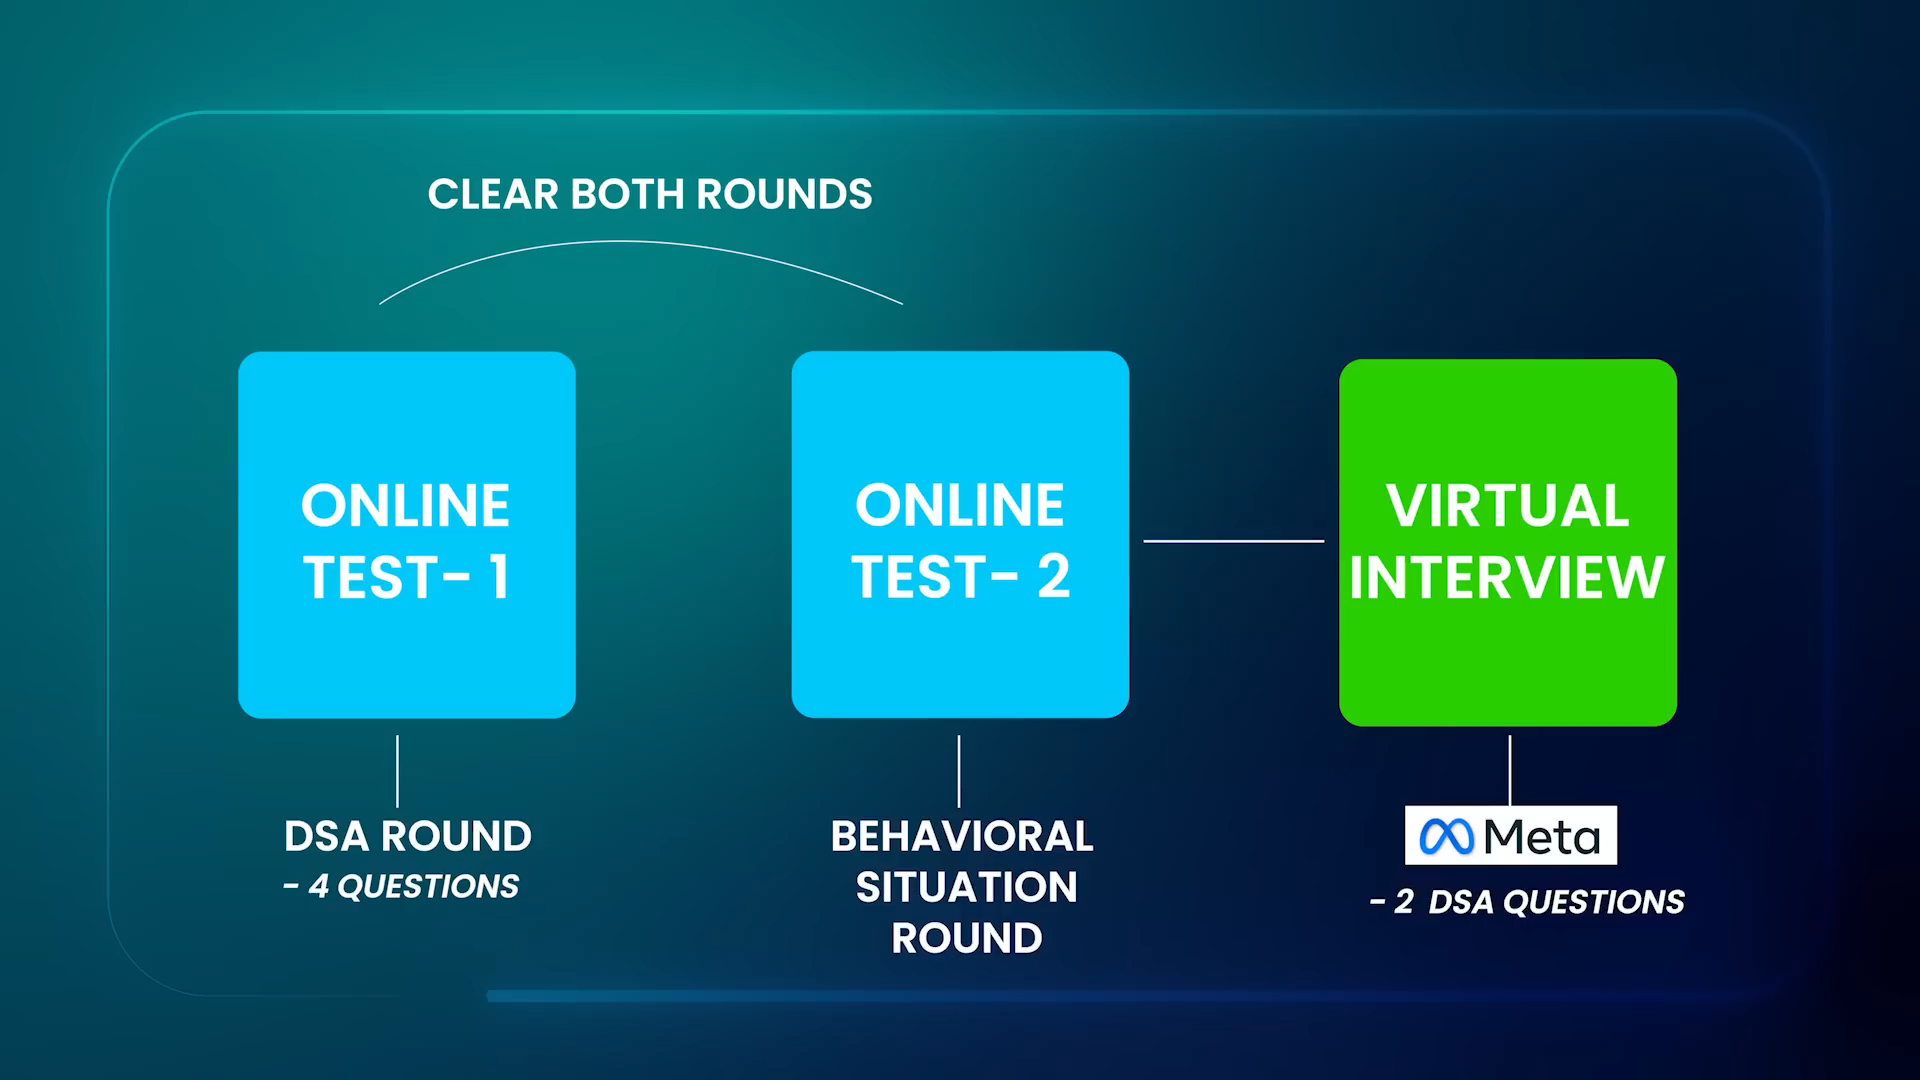 CLEAR BOTH ROUNDS
ONLINE
TEST- 1
ONLINE
TEST- 2
VIRTUAL
INTERVIEW
DSA ROUND
- 4 QUESTIONS
BEHAVIORAL
SITUATION
ROUND
Meta
- 2 DSA QUESTIONS